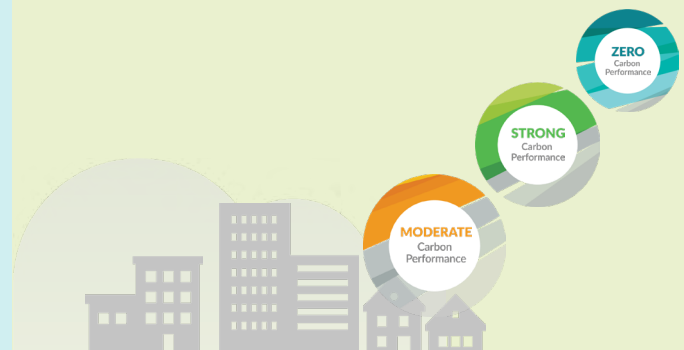 ZERO
Carbon
Performance
STRONG
Carbon
Performance
MODERATE
Carbon
Performance